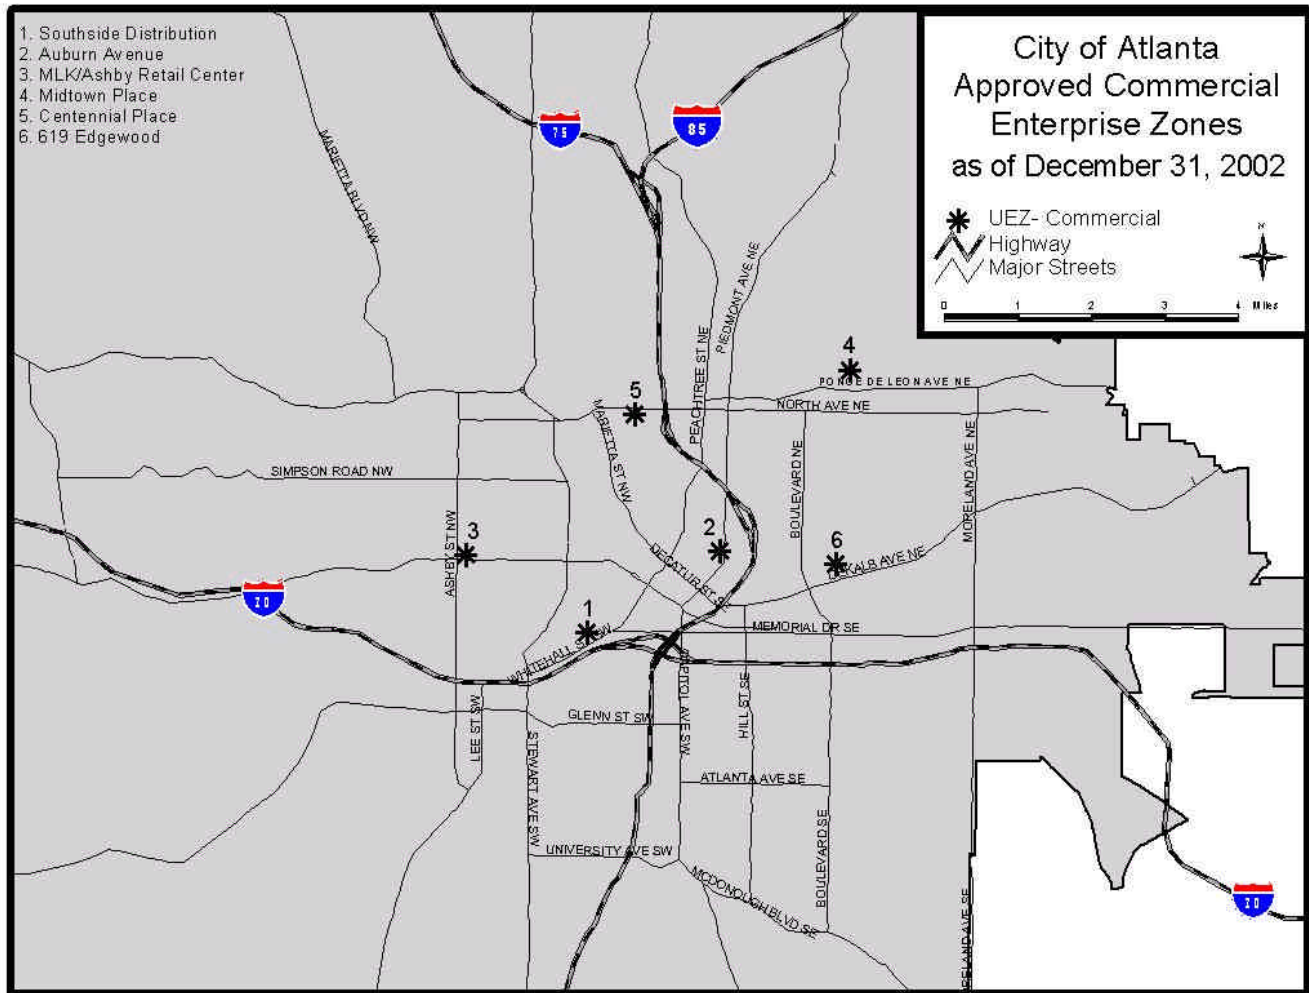 1. Southside Distribution
2. Auburn Avenue
3. MLK/Ashby Retail Center
4. Midtown Place
5. Centennial Place
6. 619 Edgewood
City of Atlanta
Approved Commercial
Enterprise Zones
as of December 31, 2002
UEZ- Commercial
Highway
Major Streets
N
0 1 2 3 4 Miles
75
85
MARIETTA BLVD NW
PIEDMONT AVE NE
PEACHTREE ST NE
4
PONCE DE LEON AVE NE
5
NORTH AVE NE
MARIETTA ST NW
BOULEVARD NE
MORELAND AVE NE
SIMPSON ROAD NW
ASHBY ST NW
3
2
6
DECATUR ST SE
DEKALB AVE NE
20
1
MEMORIAL DR SE
WHITEHALL ST SW
CAPITOL AVE SW
HILL ST SE
GLENN ST SW
LEE ST SW
STEWART AVE SW
ATLANTA AVE SE
BOULEVARD SE
UNIVERSITY AVE SW
MCDONOUGH BLVD SE
RELAND AVE SE
20